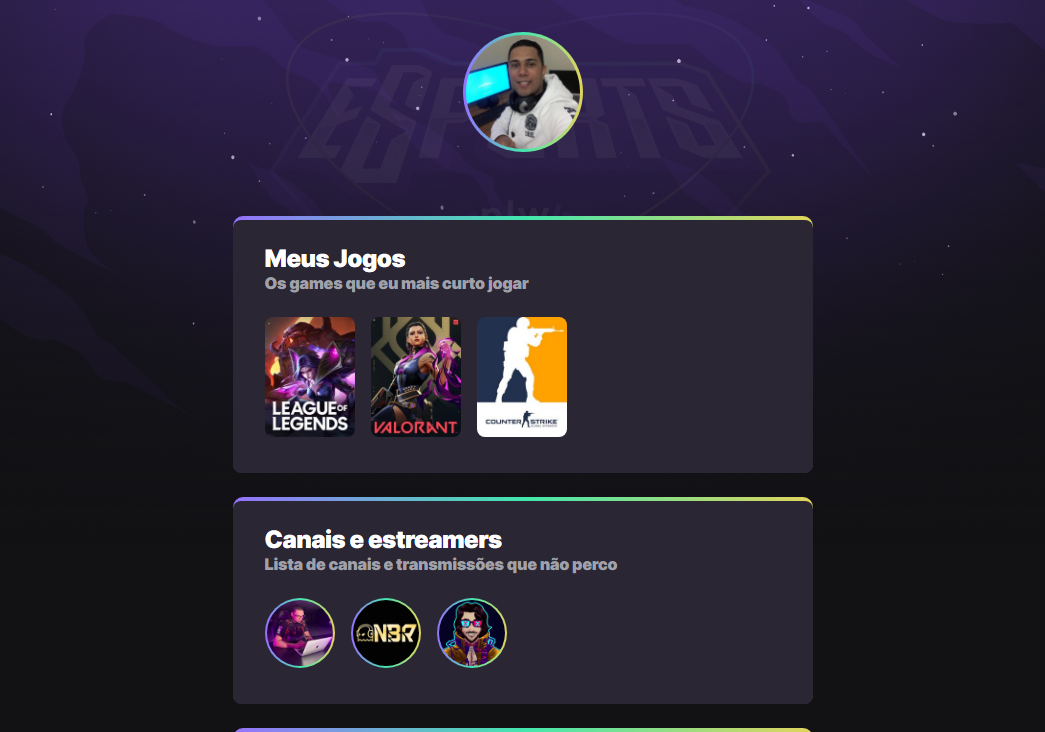 ESPORTS
nlw
Meus Jogos
Os games que eu mais curto jogar
LEAGUE OF
LEGENDS
VALORANT
COUNTER STRIKE
Canais e estreamers
Lista de canais e transmissões que não perco
NBR